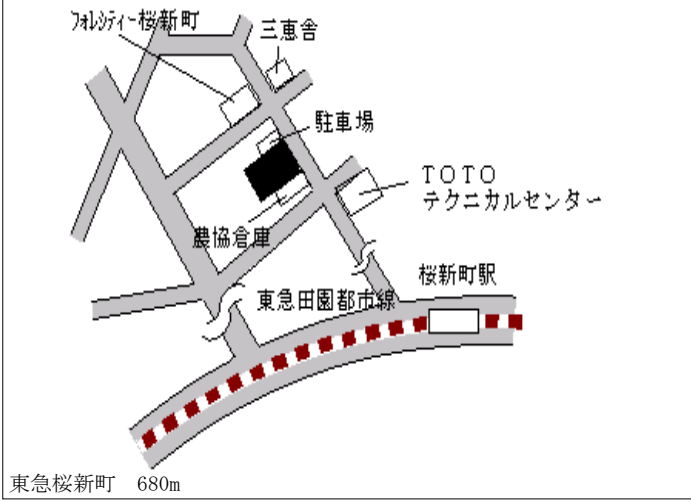 ﾌｫﾚｼﾃｨｰ桜新町
三恵舎
駐車場
ＴＯＴＯ
テクニカルセンター
農協倉庫
桜新町駅
東急田園都市線
東急桜新町　680m